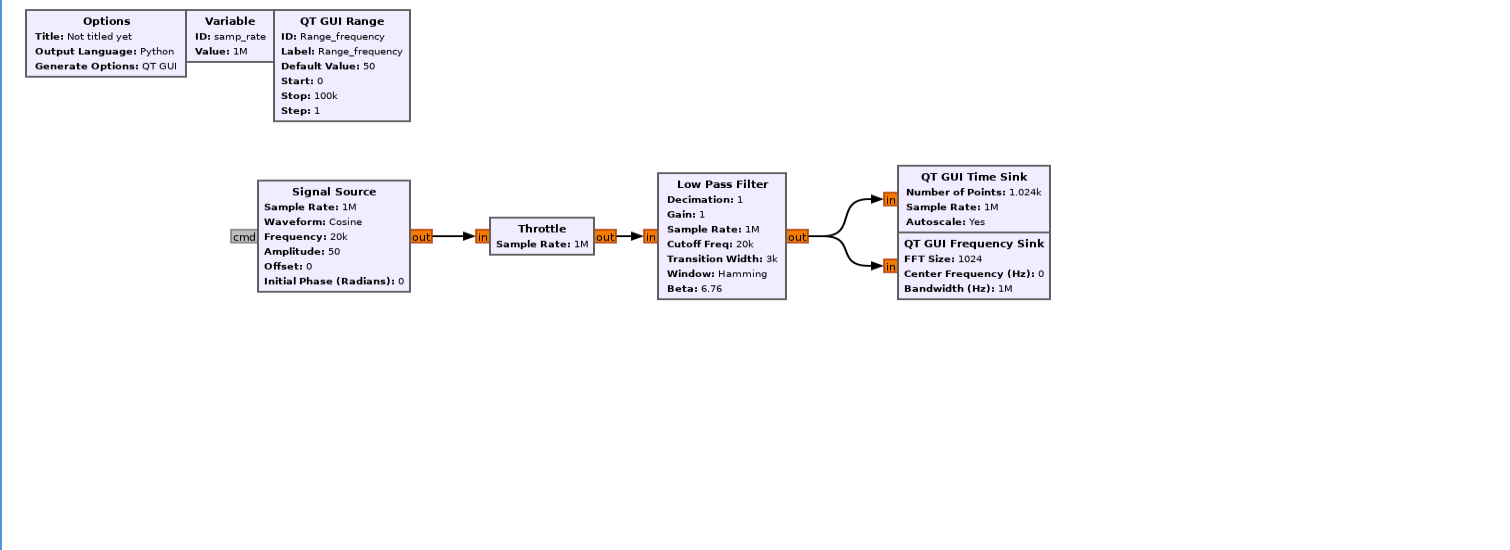 Options
Title: Not titled yet
Output Language: Python
Generate Options: QT GUI
Variable
ID: samp_rate
Value: 1M
QT GUI Range
ID: Range_frequency
Label: Range_frequency
Default Value: 50
Start: 0
Stop: 100k
Step: 1
cmd
Signal Source
Sample Rate: 1M
Waveform: Cosine
Frequency: 20k
Amplitude: 50
Offset: 0
Initial Phase (Radians): 0
out
in
Throttle
Sample Rate: 1M
out
in
Low Pass Filter
Decimation: 1
Gain: 1
Sample Rate: 1M
Cutoff Freq: 20k
Transition Width: 3k
Window: Hamming
Beta: 6.76
out
in
QT GUI Time Sink
Number of Points: 1.024k
Sample Rate: 1M
Autoscale: Yes
in
QT GUI Frequency Sink
FFT Size: 1024
Center Frequency (Hz): 0
Bandwidth (Hz): 1M